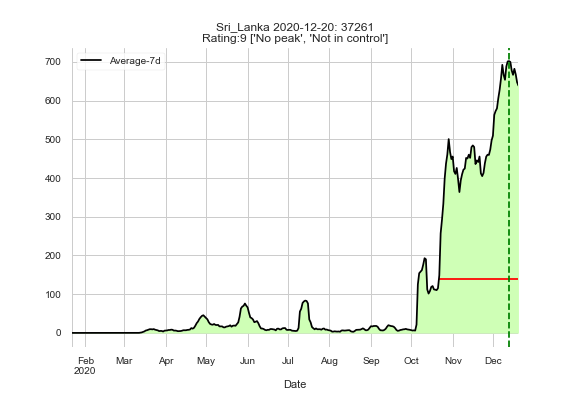 Sri_Lanka 2020-12-20: 37261
Rating:9 ['No peak', 'Not in control']
Average-7d
700
600
500
400
300
200
100
0
Feb Mar Apr May Jun Jul Aug Sep Oct Nov Dec
2020
Date